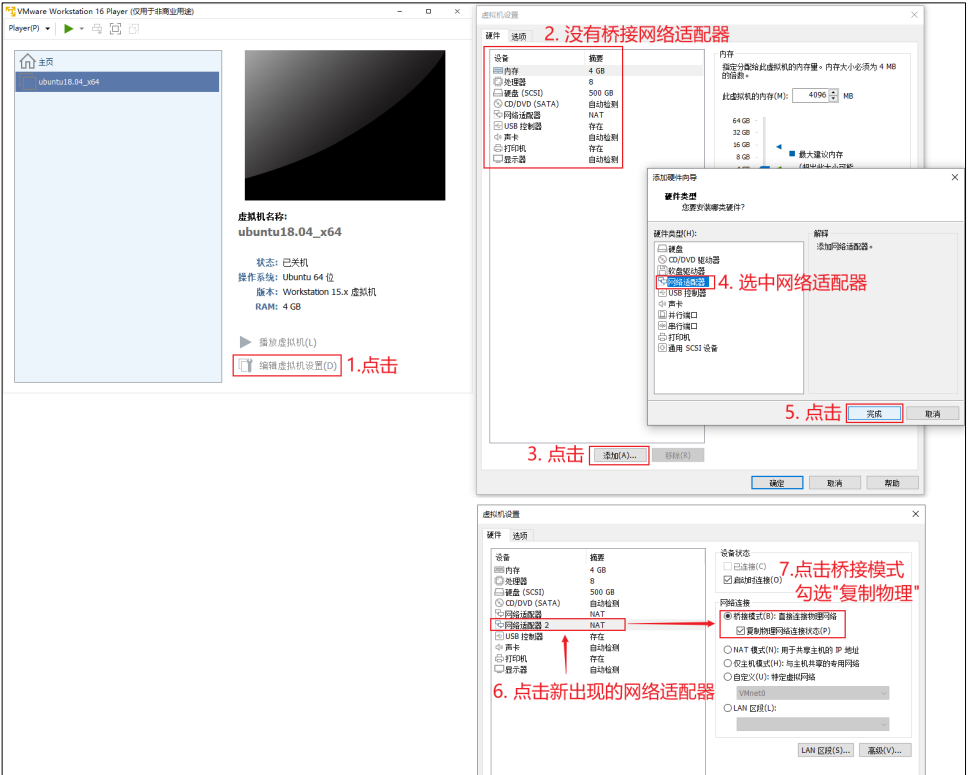 VMware Workstation 16 Player (仅用于非商业用途)
Player(P)
主页
ubuntu18.04_x64
虚拟机名称:
ubuntu18.04_x64
状态: 已关机
操作系统: Ubuntu 64 位
版本: Workstation 15.x 虚拟机
RAM: 4 GB
播放虚拟机(L)
编辑虚拟机设置(D)
1.点击
虚拟机设置
硬件 选项
2. 没有桥接网络适配器
设备 摘要
内存 4 GB
处理器 8
硬盘 (SCSI) 500 GB
CD/DVD (SATA) 自动检测
网络适配器 NAT
USB 控制器 存在
声卡 自动检测
打印机 存在
显示器 自动检测
内存
指定分配给此虚拟机的内存量。内存大小必须为 4 MB
的倍数。
此虚拟机的内存(M): 4096 MB
64 GB
32 GB
16 GB
8 GB
最大建议内存
添加硬件向导
硬件类型
您要安装哪类硬件?
硬件类型(H):
硬盘
CD/DVD 驱动器
软盘驱动器
网络适配器
USB 控制器
声卡
并行端口
串行端口
打印机
通用 SCSI 设备
解释
添加网络适配器。
4. 选中网络适配器
5. 点击
完成 取消
3. 点击
添加(A)... 移除(R)
确定 取消 帮助
虚拟机设置
硬件 选项
设备 摘要
内存 4 GB
处理器 8
硬盘 (SCSI) 500 GB
CD/DVD (SATA) 自动检测
网络适配器 NAT
网络适配器 2 NAT
USB 控制器 存在
声卡 自动检测
打印机 存在
显示器 自动检测
6. 点击新出现的网络适配器
设备状态
已连接(C)
启动时连接(O)
7.点击桥接模式
勾选"复制物理"
网络连接
桥接模式(B): 直接连接物理网络
复制物理网络连接状态(P)
NAT 模式(N): 用于共享主机的 IP 地址
仅主机模式(H): 与主机共享的专用网络
自定义(U): 特定虚拟网络
VMnet0
LAN 区段(L):
LAN 区段(S)... 高级(V)...